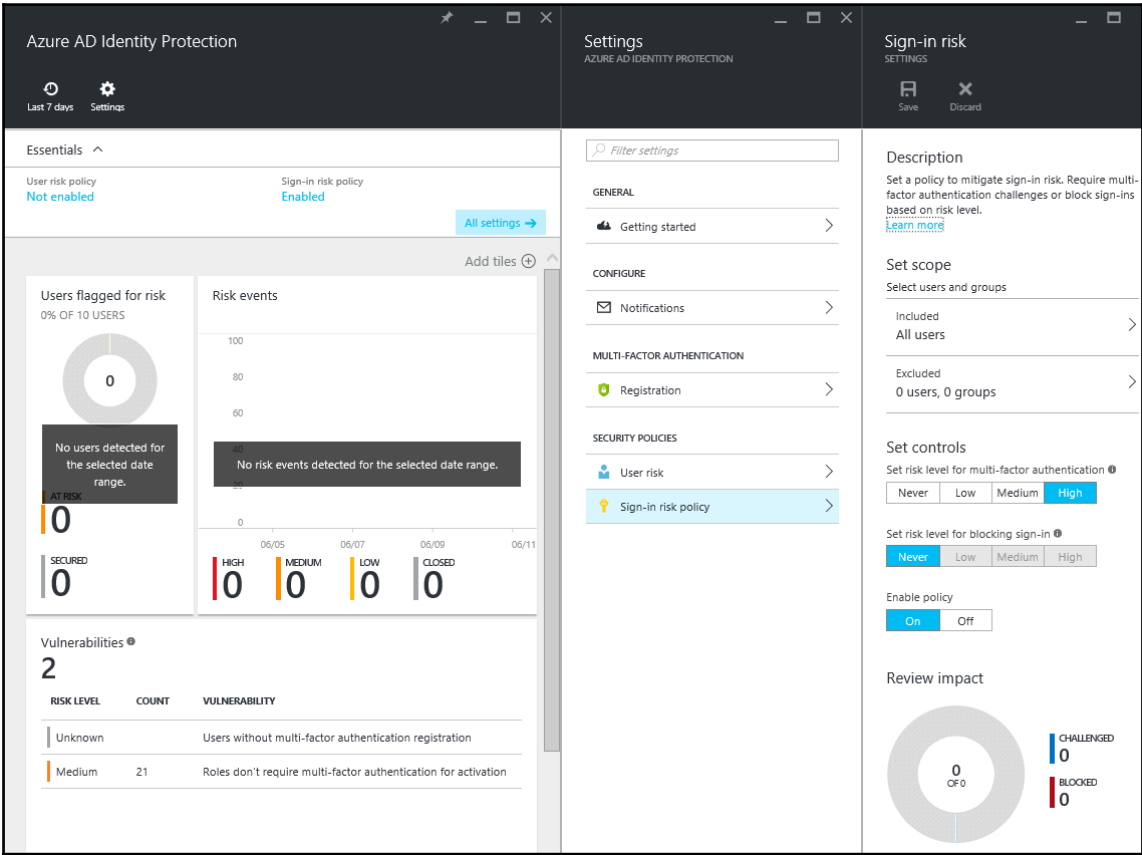 Azure AD Identity Protection
Last 7 days Settings
Essentials
User risk policy Sign-in risk policy
Not enabled Enabled
All settings →
Add tiles
Users flagged for risk
0% OF 10 USERS
0
No users detected for
the selected date
range.
AT RISK
0
SECURED
0
Risk events
100
80
60
40
No risk events detected for the selected date range.
20
0
06/05 06/07 06/09 06/11
HIGH MEDIUM LOW CLOSED
0 0 0 0
Vulnerabilities
2
RISK LEVEL COUNT VULNERABILITY
Unknown Users without multi-factor authentication registration
Medium 21 Roles don't require multi-factor authentication for activation
Settings
AZURE AD IDENTITY PROTECTION
Filter settings
GENERAL
Getting started
CONFIGURE
Notifications
MULTI-FACTOR AUTHENTICATION
Registration
SECURITY POLICIES
User risk
Sign-in risk policy
Sign-in risk
SETTINGS
Save Discard
Description
Set a policy to mitigate sign-in risk. Require multi-
factor authentication challenges or block sign-ins
based on risk level.
Learn more
Set scope
Select users and groups
Included
All users
Excluded
0 users, 0 groups
Set controls
Set risk level for multi-factor authentication
Never Low Medium High
Set risk level for blocking sign-in
Never Low Medium High
Enable policy
On Off
Review impact
0
OF 0
CHALLENGED
0
BLOCKED
0